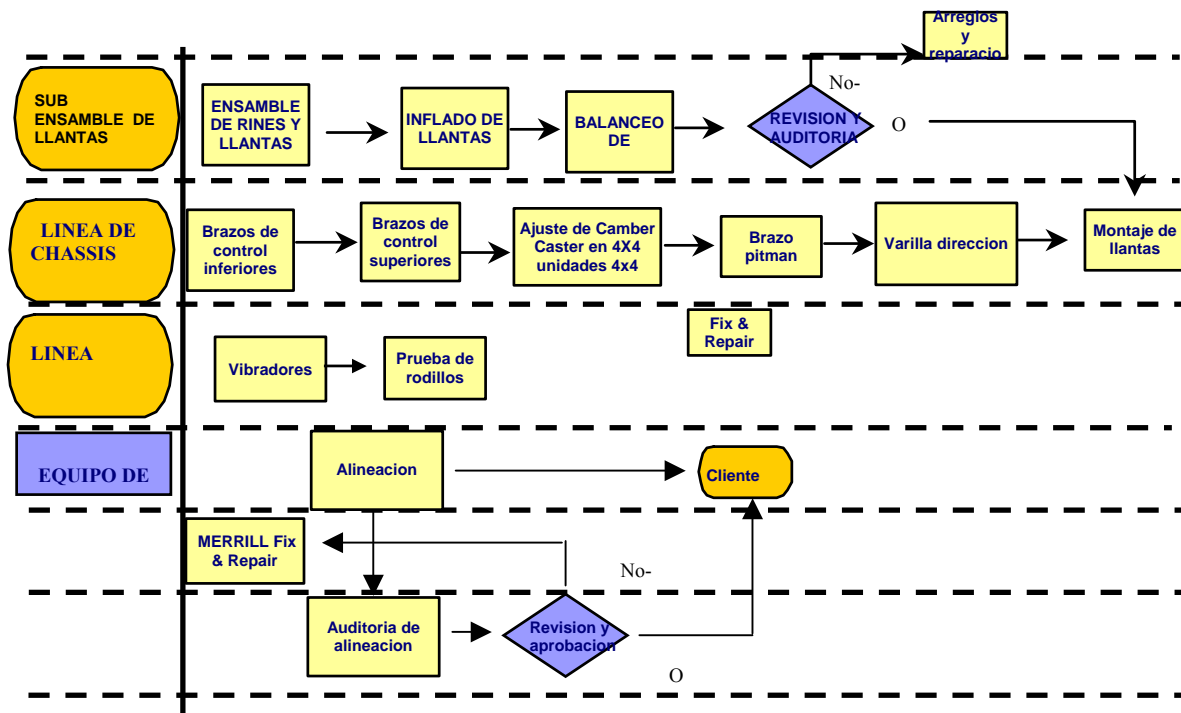 Arreglos
y
reparacio
No-
SUB
ENSAMBLE DE
LLANTAS
ENSAMBLE
DE RINES Y
LLANTAS
INFLADO DE
LLANTAS
BALANCEO
DE
REVISION Y
AUDITORIA
O
LINEA DE
CHASSIS
Brazos de
control
inferiores
Brazos de
control
superiores
Ajuste de Camber
Caster en 4X4
unidades 4x4
Brazo
pitman
Varilla direccion
Montaje de
llantas
Fix &
Repair
LINEA
Vibradores
Prueba de
rodillos
EQUIPO DE
Alineacion
Cliente
MERRILL Fix
& Repair
No-
Auditoria de
alineacion
Revision y
aprobacion
O